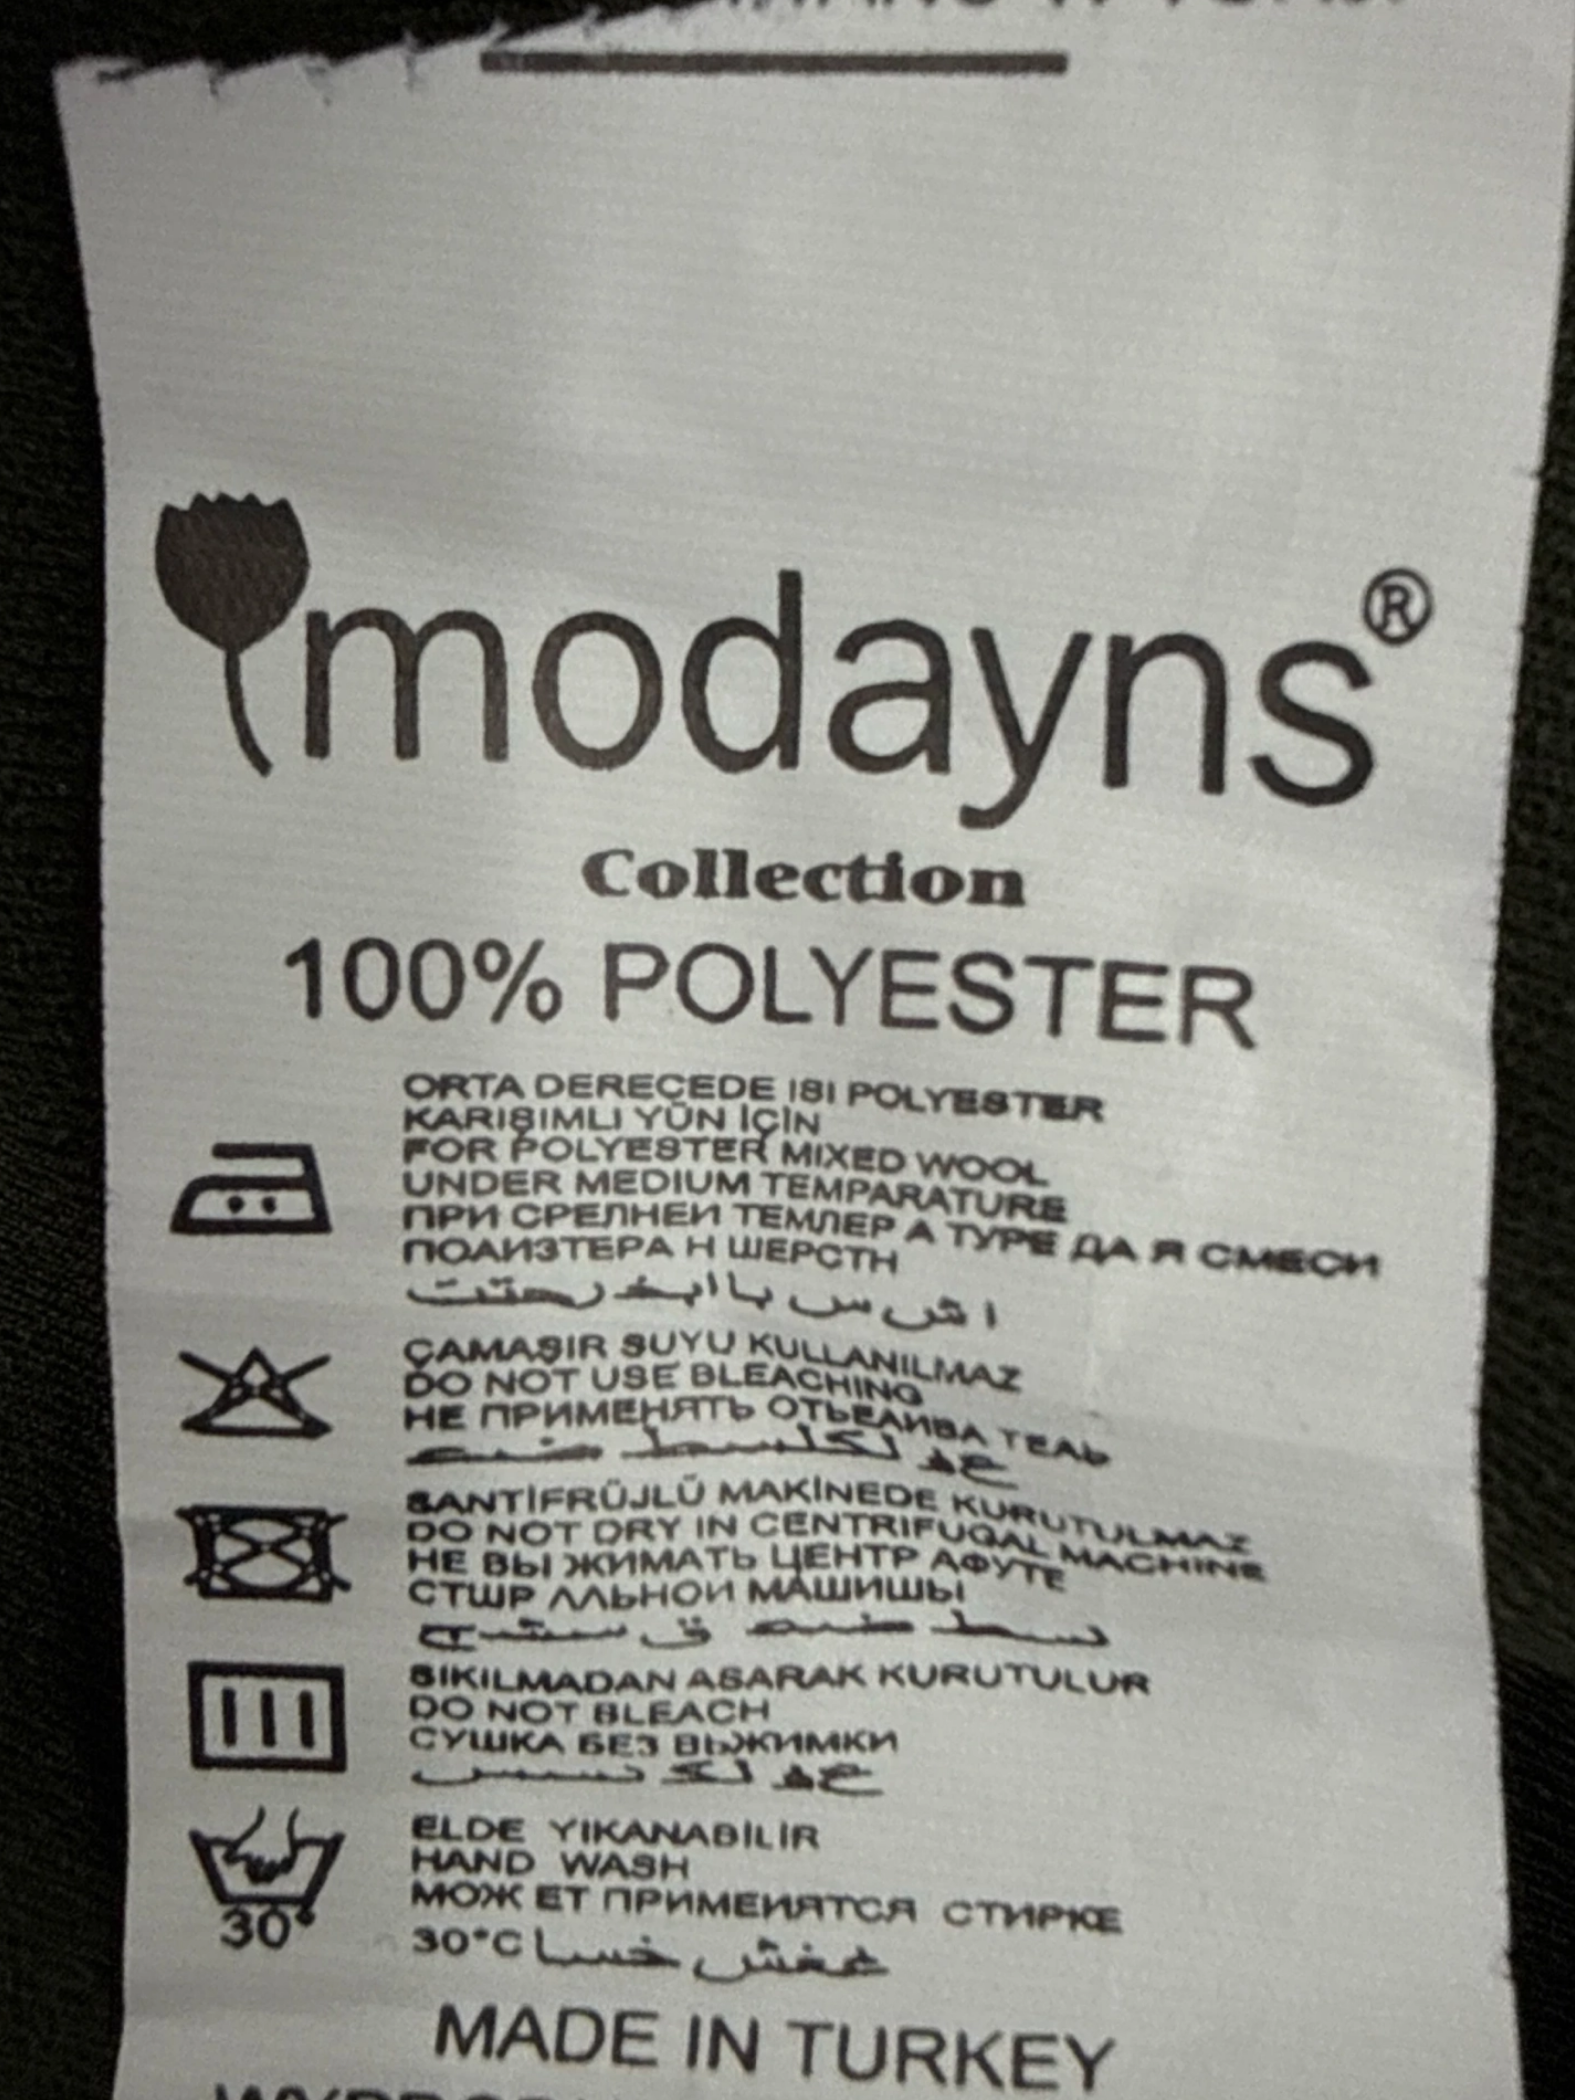 modayns®
Collection
100% POLYESTER
ORTA DEREÇEDE ISI POLYESTER
KARIŞIMLI YÜN İÇİN
FOR POLYESTER MIXED WOOL
UNDER MEDIUM TEMPARATURE
ПРИ СРЕЛНЕИ ТЕМЛЕР А ТУРЕ ДА Я СМЕСИ
ПОАИЗТЕРА Н ШЕРСТН
ÇAMAŞIR SUYU KULLANILMAZ
DO NOT USE BLEACHING
НЕ ПРИМЕНЯТЬ ОТЬЕАИВА ТЕАЬ
SANTİFRÜJLÜ MAKİNEDE KURUTULMAZ
DO NOT DRY IN CENTRIFUGAL MACHINE
НЕ ВЫ ЖИМАТЬ ЦЕНТР АФУТЕ
СТШР ЛЛЬНОИ МАШИШЫ
SIKILMADAN ASARAK KURUTULUR
DO NOT BLEACH
СУШКА БЕЗ ВЫЖИМКИ
ELDE YIKANABİLİR
HAND WASH
МОЖ ЕТ ПРИМЕИЯТСЯ СТИРКЕ
30°
30°C
MADE IN TURKEY